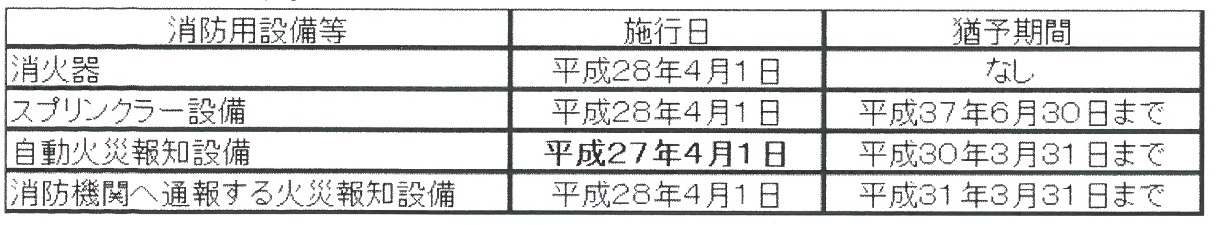 消防用設備等 施行日 猶予期間
消火器 平成28年4月1日 なし
スプリンクラー設備 平成28年4月1日 平成37年6月30日まで
自動火災報知設備 平成27年4月1日 平成30年3月31日まで
消防機関へ通報する火災報知設備 平成28年4月1日 平成31年3月31日まで